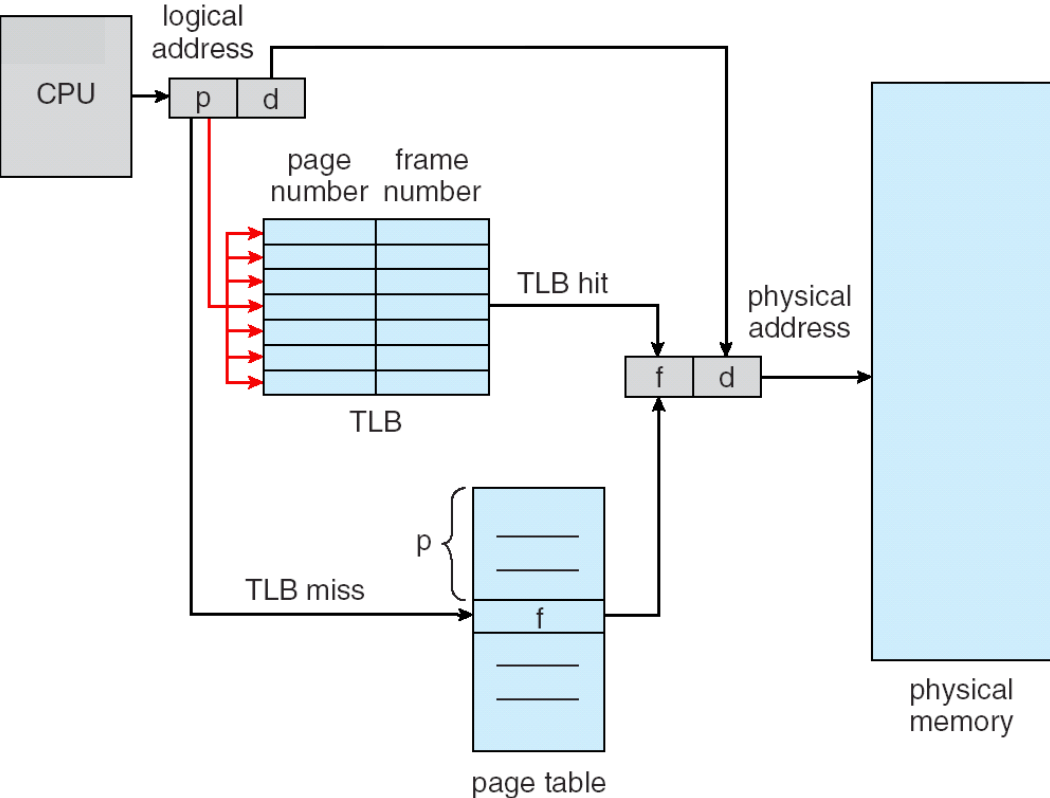 logical
address
CPU
p
d
page
number
frame
number
TLB hit
physical
address
f
d
TLB
p
TLB miss
f
physical
memory
page table